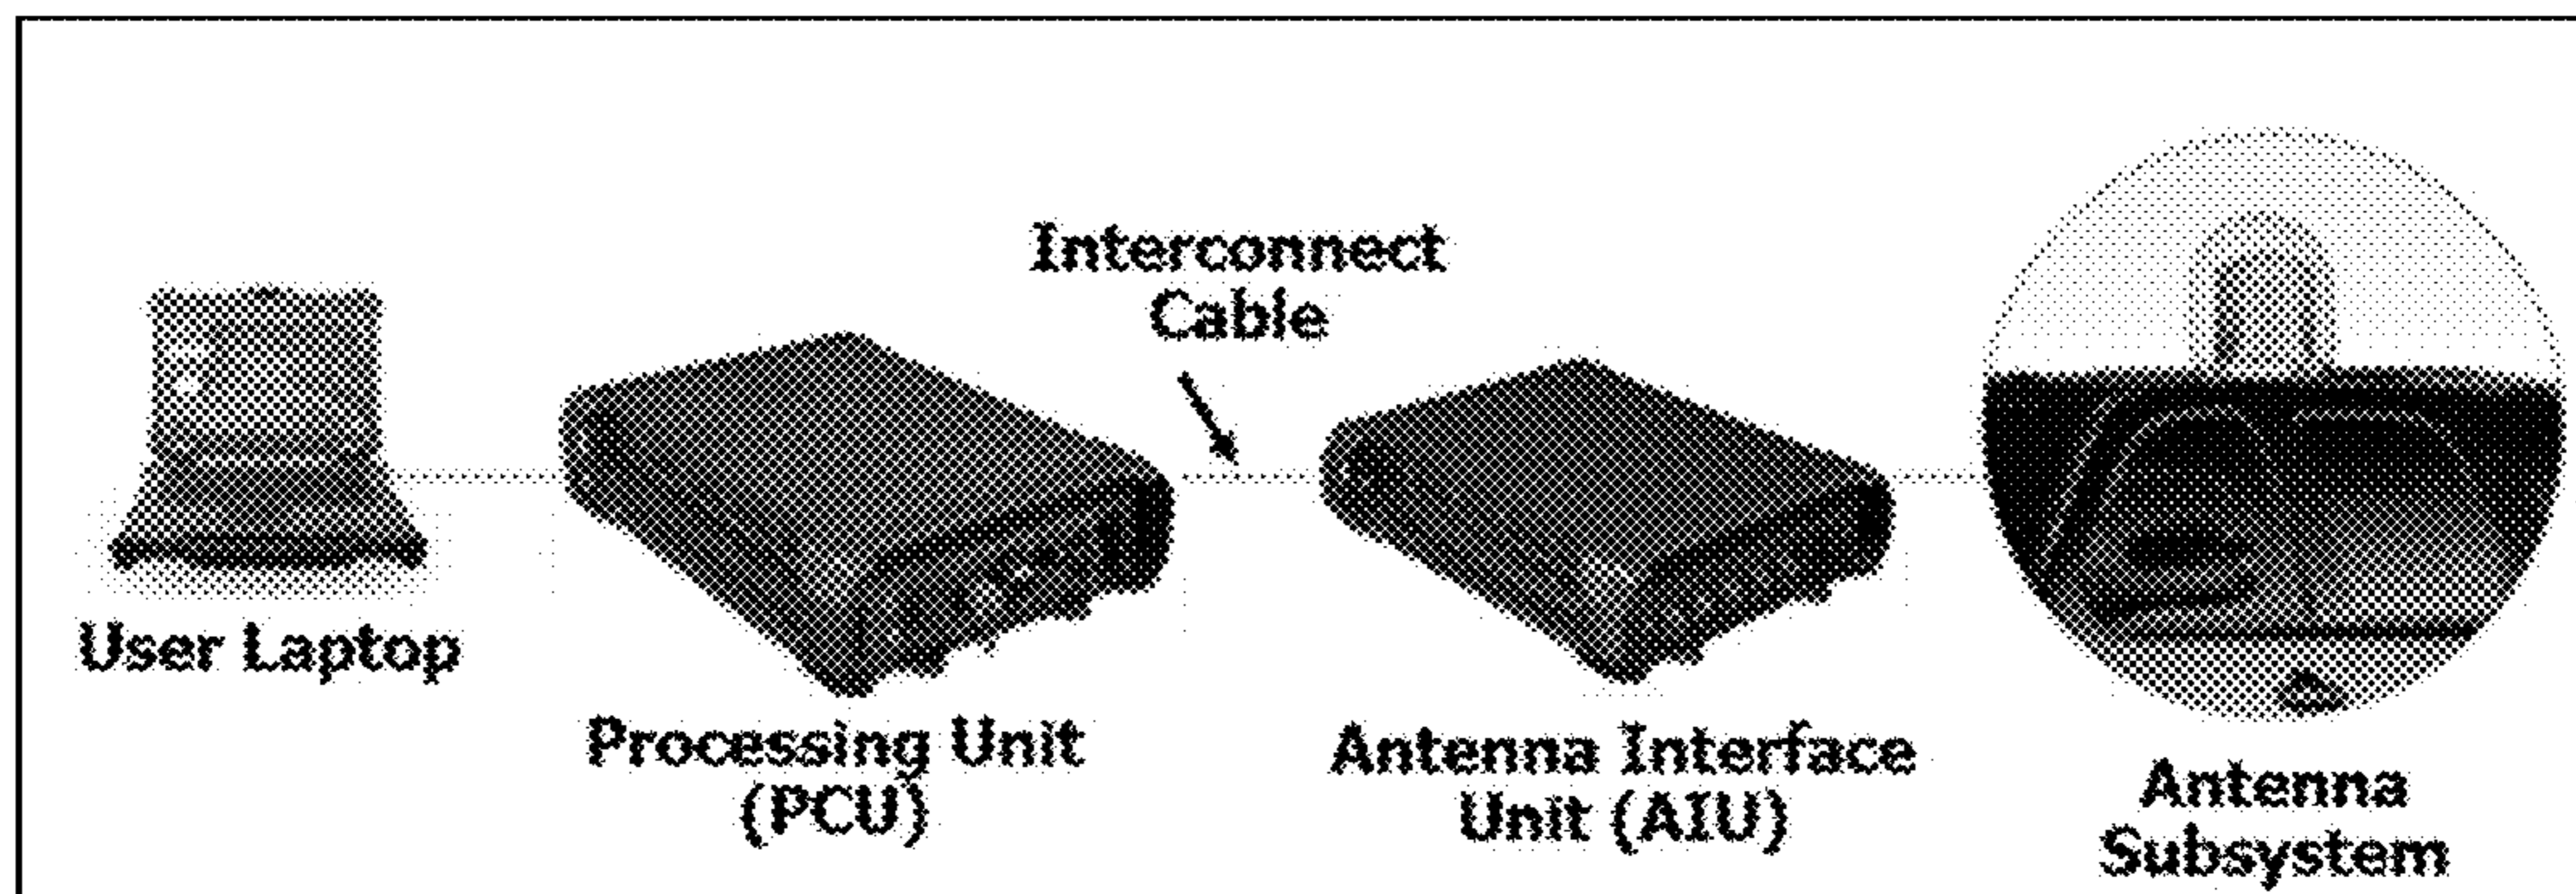 Interconnect
Cable
User Laptop
Processing Unit
(PCU)
Antenna Interface
Unit (AIU)
Antenna
Subsystem